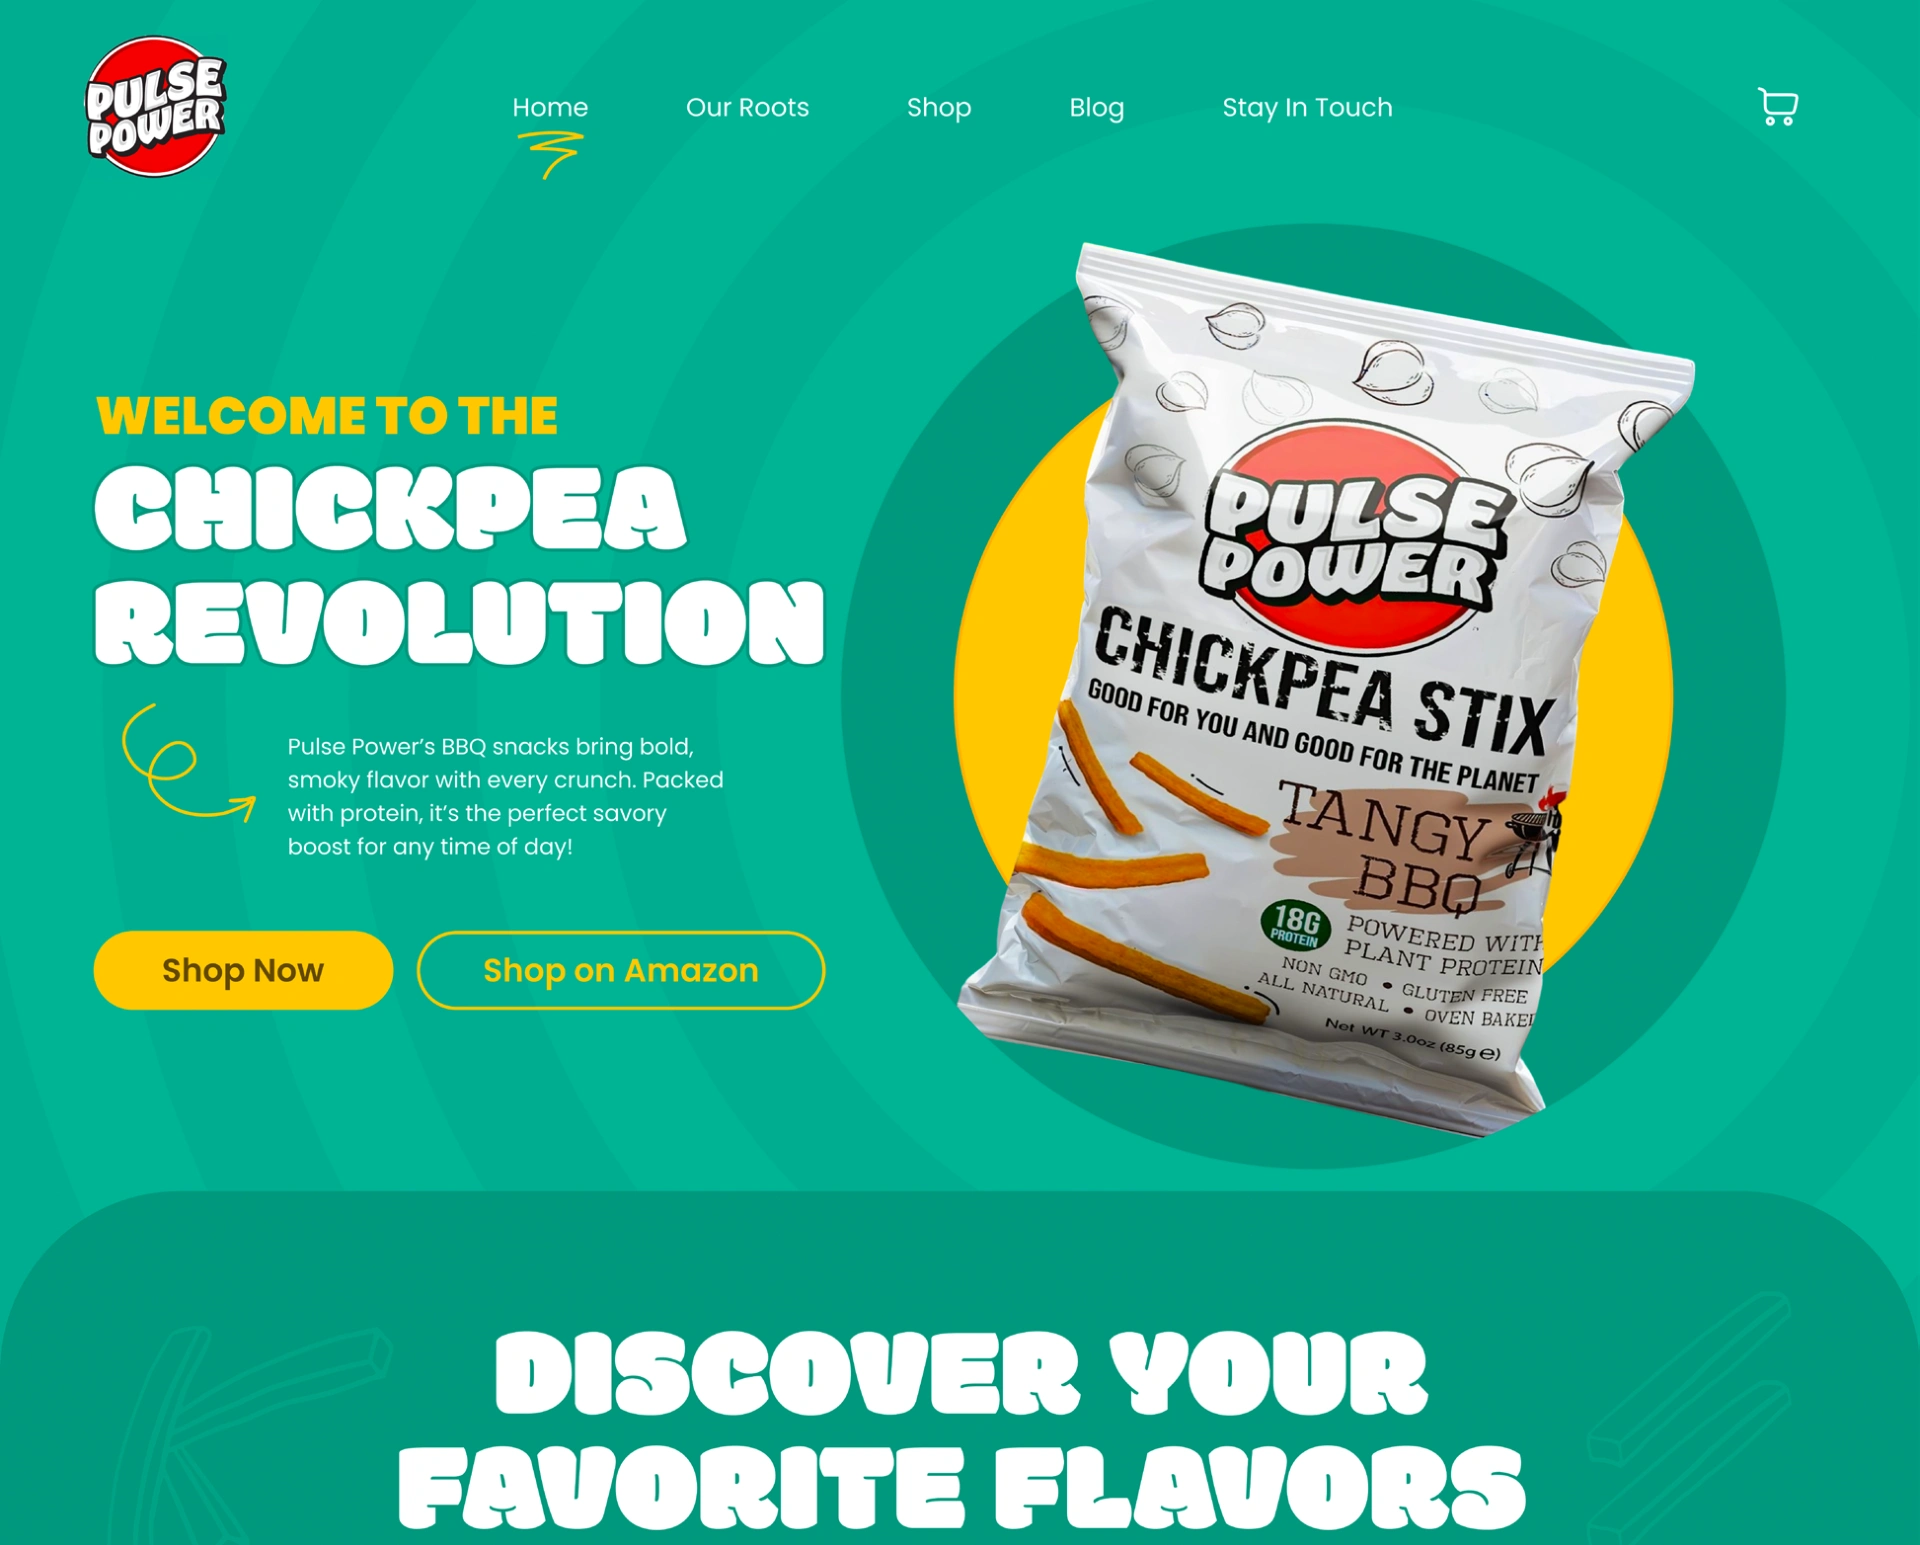 PULSE
POWER
Home
Our Roots
Shop
Blog
Stay In Touch
WELCOME TO THE
CHICKPEA
REVOLUTION
Pulse Power’s BBQ snacks bring bold,
smoky flavor with every crunch. Packed
with protein, it’s the perfect savory
boost for any time of day!
Shop Now
Shop on Amazon
PULSE
POWER
CHICKPEA STIX
GOOD FOR YOU AND GOOD FOR THE PLANET
TANGY
BBQ
18G
PROTEIN
POWERED WITH
PLANT PROTEIN
NON GMO • GLUTEN FREE
ALL NATURAL • OVEN BAKED
Net WT 3.0oz (85g e)
DISCOVER YOUR
FAVORITE FLAVORS